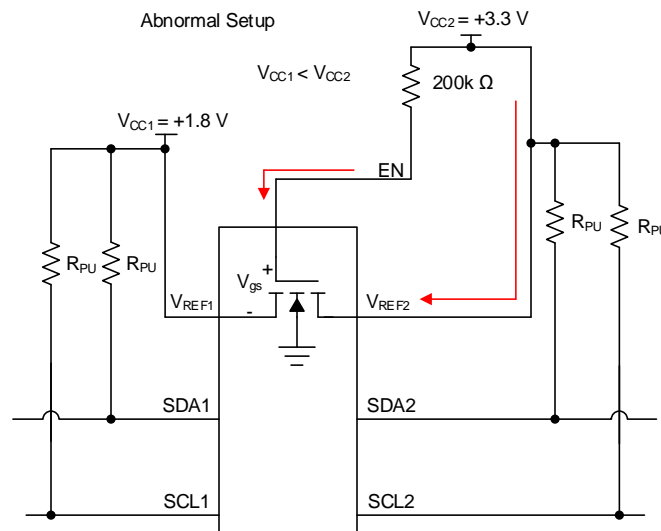 Abnormal Setup
VCC2 = +3.3 V
VCC1 < VCC2
200k Ω
VCC1 = +1.8 V
EN
RPU
RPU
RPU
RPU
Vgs
+
-
VREF1
VREF2
SDA1
SDA2
SCL1
SCL2